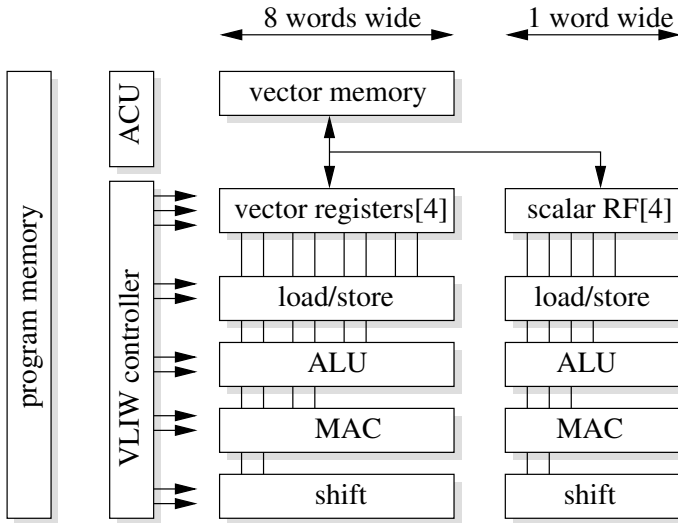 8 words wide
1 word wide
program memory
ACU
VLIW controller
vector memory
vector registers[4]
scalar RF[4]
load/store
load/store
ALU
ALU
MAC
MAC
shift
shift